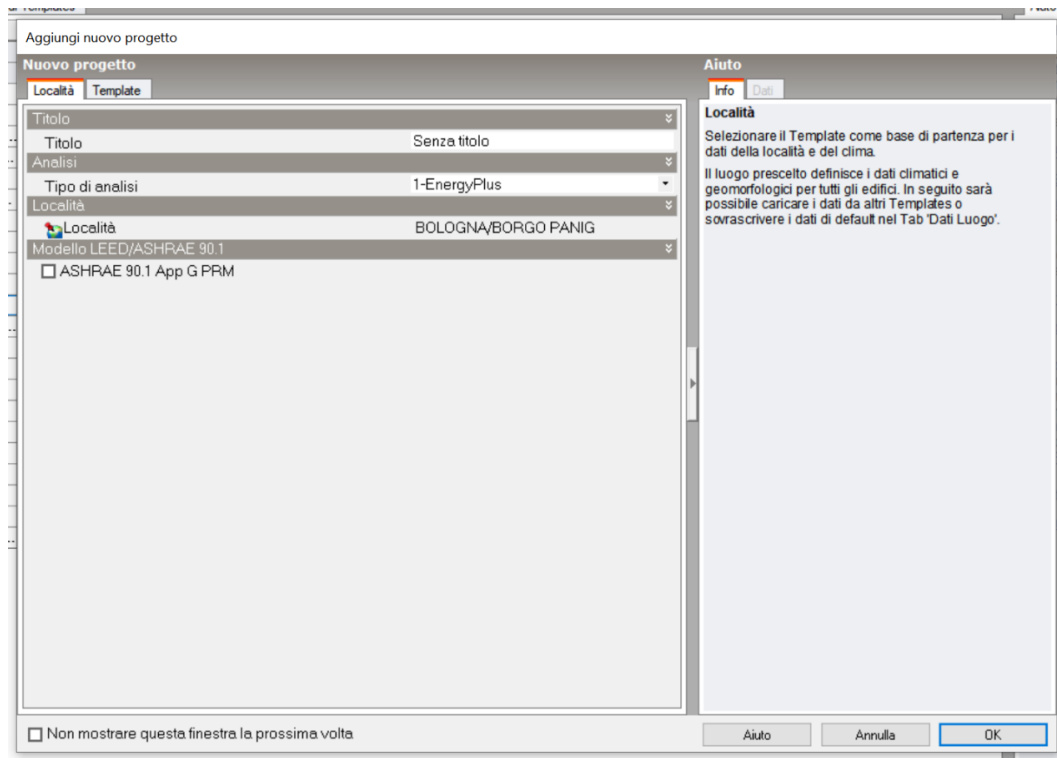 Templates
Aggiungi nuovo progetto
Nuovo progetto
Località Template
Titolo
Titolo Senza titolo
Analisi
Tipo di analisi 1-EnergyPlus
Località
Località BOLOGNA/BORGO PANIG
Modello LEED/ASHRAE 90.1
ASHRAE 90.1 App G PRM
Non mostrare questa finestra la prossima volta
Aiuto
Info Dati
Località
Selezionare il Template come base di partenza per i
dati della località e del clima.
Il luogo prescelto definisce i dati climatici e
geomorfologici per tutti gli edifici. In seguito sarà
possibile caricare i dati da altri Templates o
sovrascrivere i dati di default nel Tab 'Dati Luogo'.
Aiuto Annulla OK